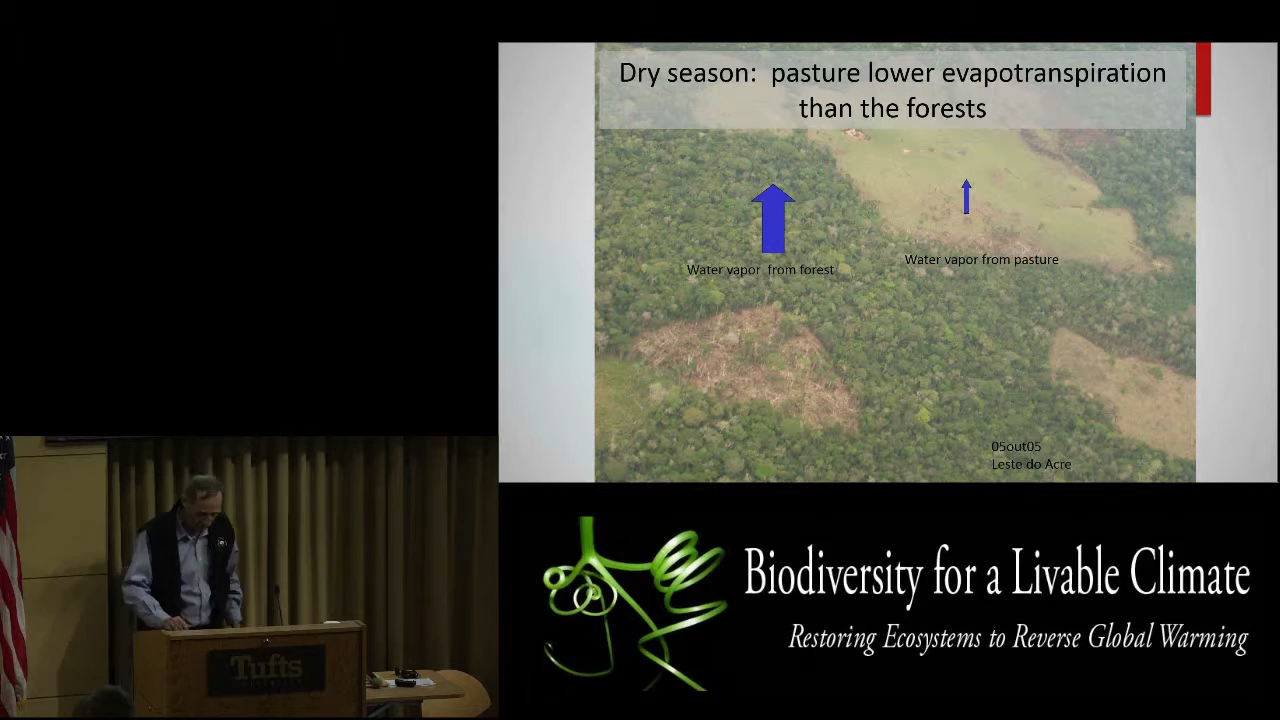 Dry season: pasture lower evapotranspiration
than the forests
Water vapor from forest
Water vapor from pasture
05out05
Leste do Acre
Tufts
Biodiversity for a Livable Climate
Restoring Ecosystems to Reverse Global Warming